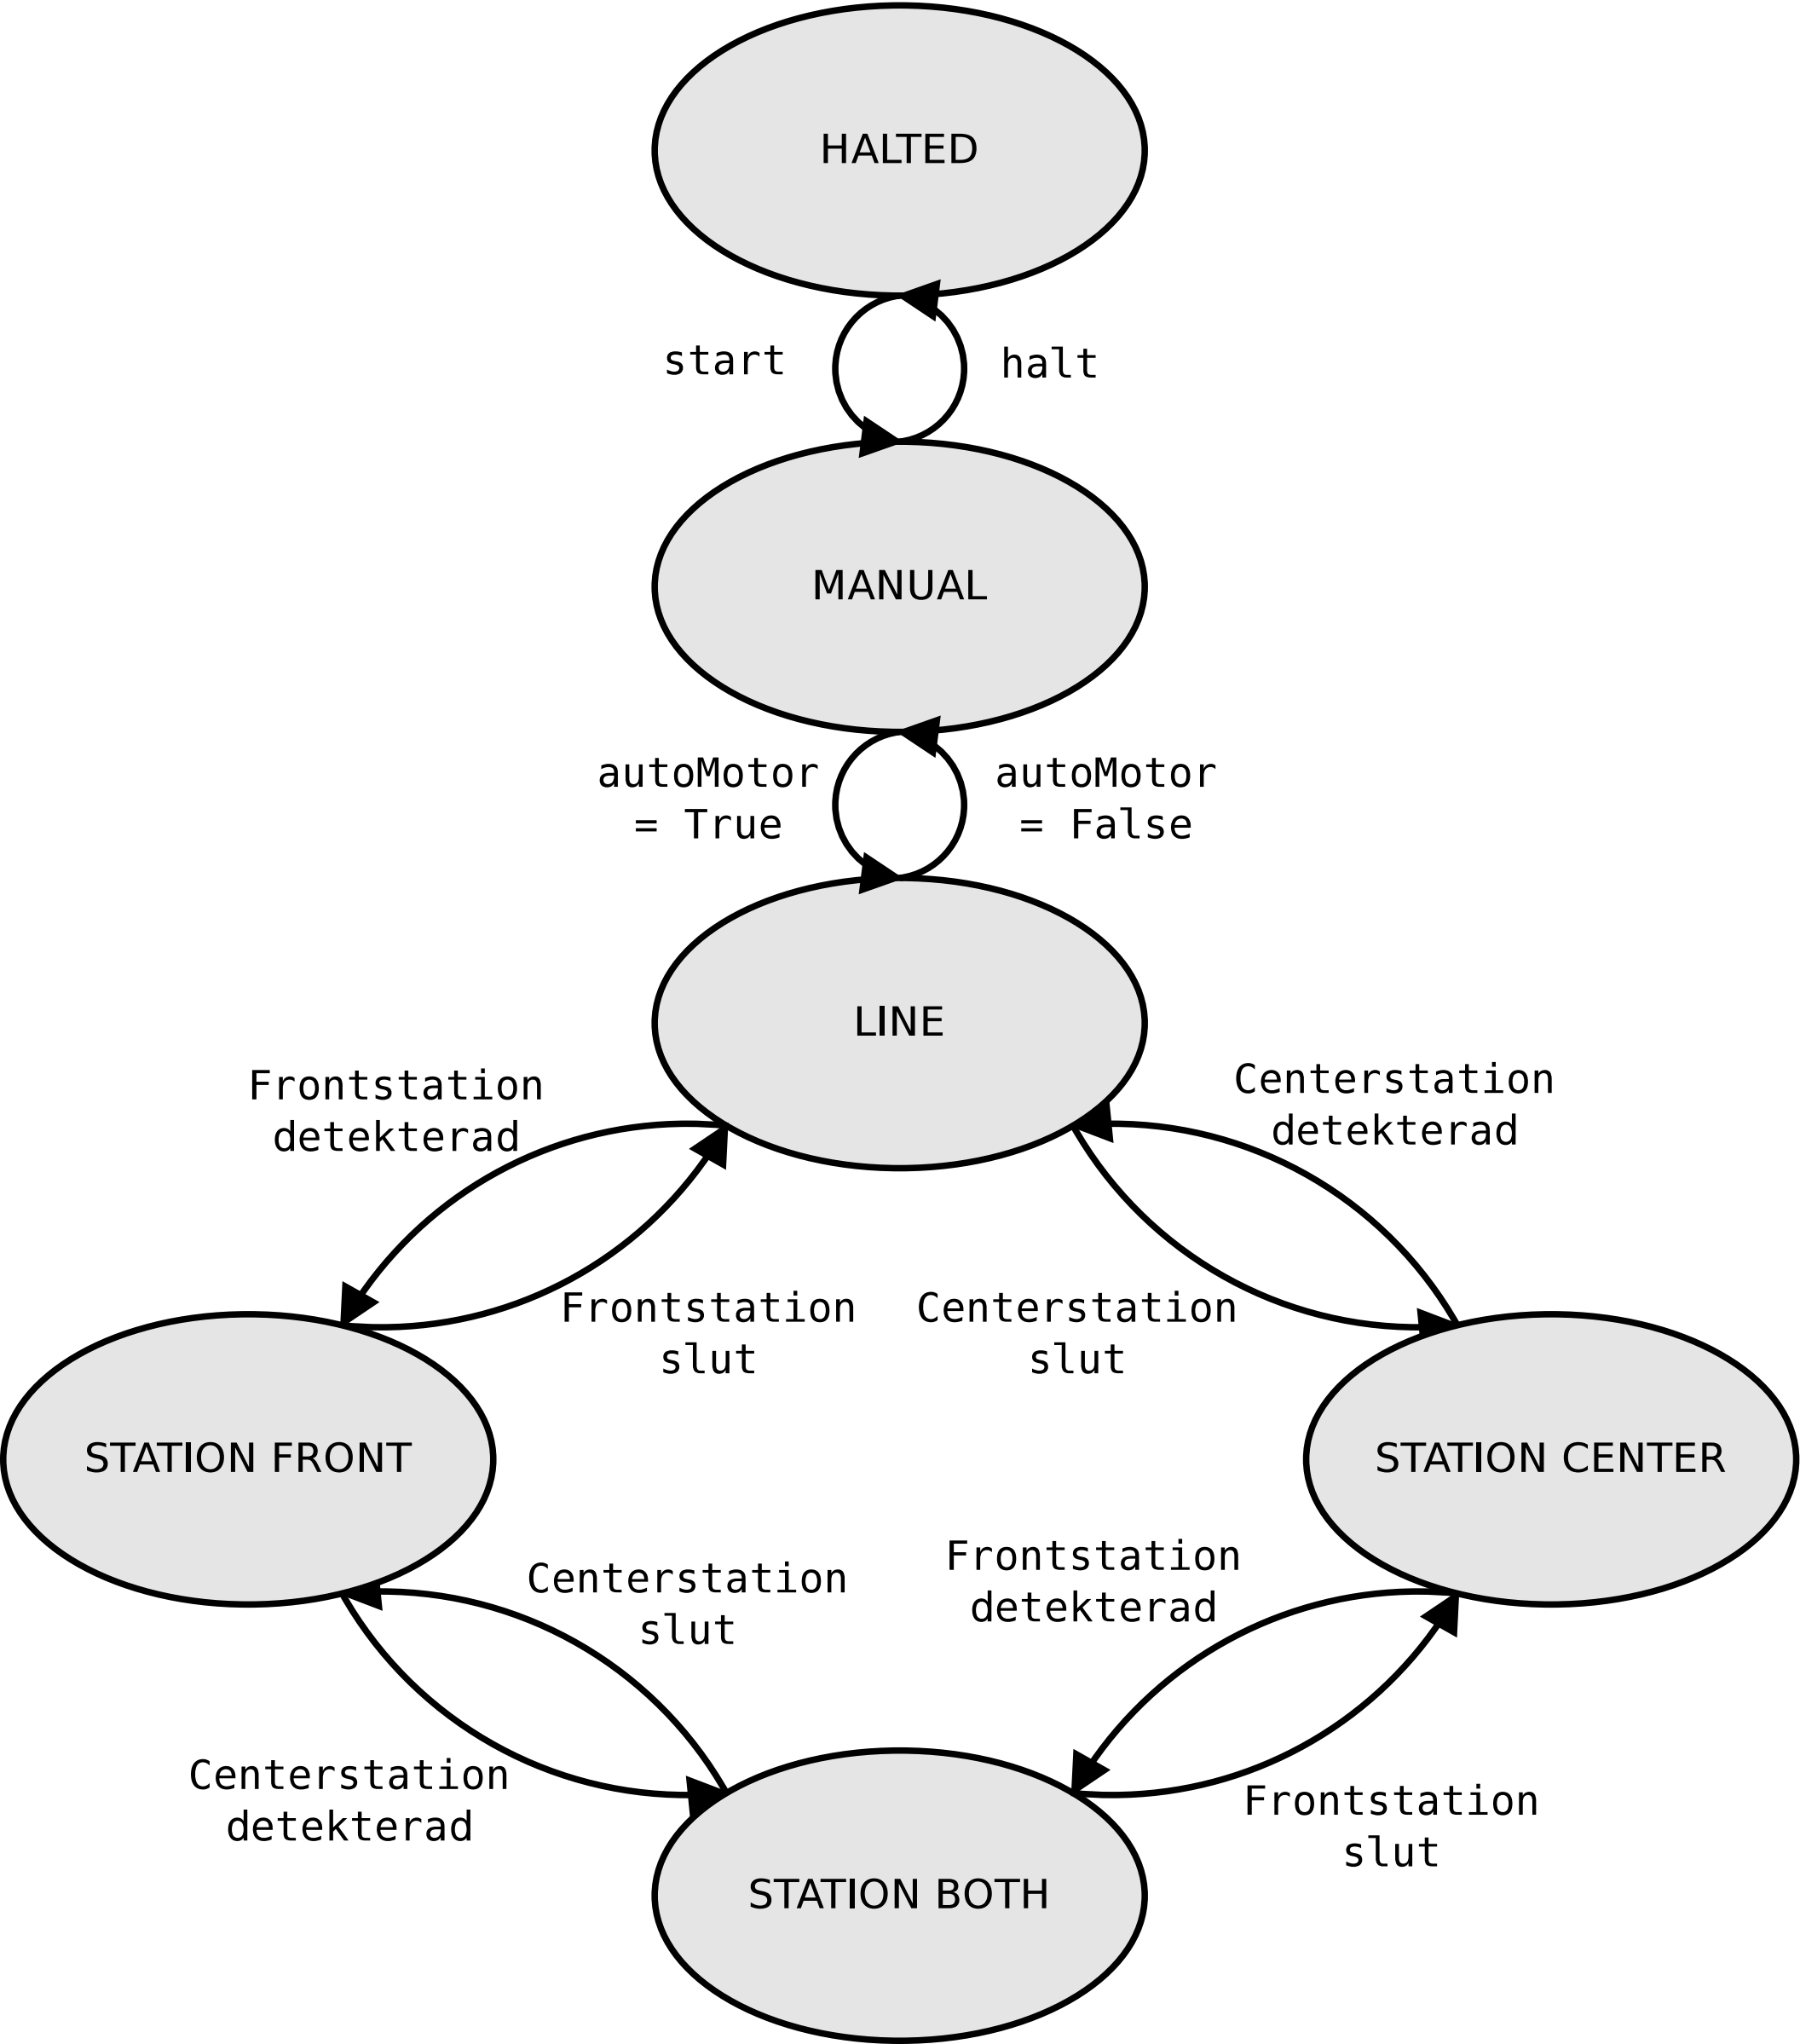 HALTED
start
halt
MANUAL
autoMotor
= True
autoMotor
= False
LINE
Frontstation
detekterad
Centerstation
detekterad
Frontstation
slut
Centerstation
slut
STATION FRONT
STATION CENTER
Centerstation
slut
Frontstation
detekterad
Centerstation
detekterad
Frontstation
slut
STATION BOTH